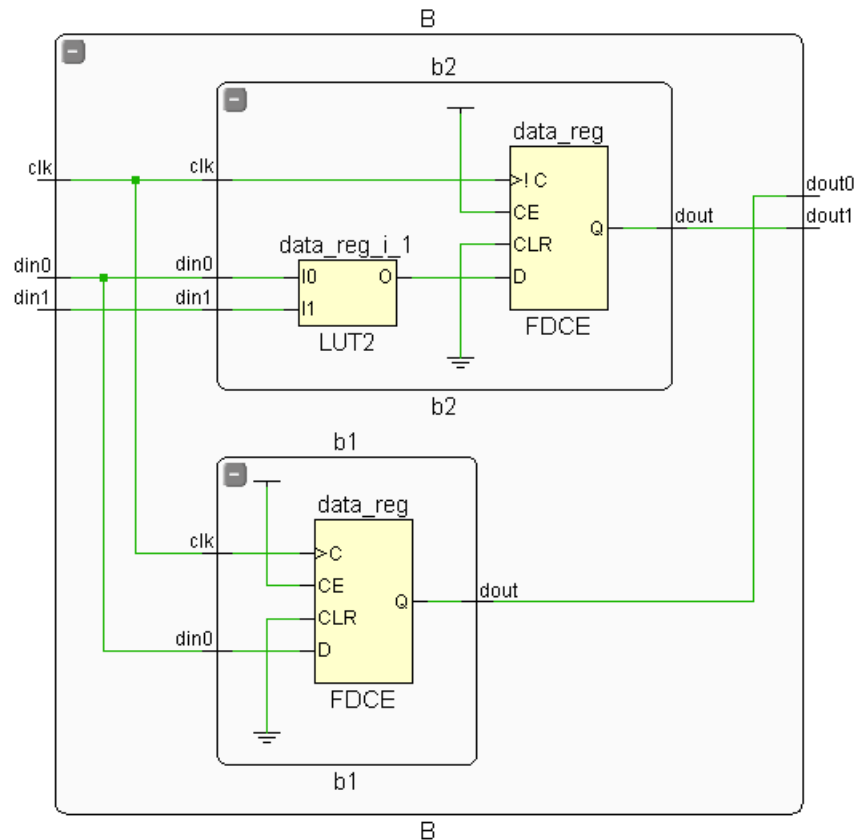 B
b2
data_reg
clk
clk
>! C
CE
CLR
D
Q
dout
dout0
dout1
FDCE
data_reg_i_1
din0
din0
I0
O
din1
din1
I1
LUT2
b2
b1
data_reg
clk
>C
CE
CLR
din0
D
Q
dout
FDCE
b1
B